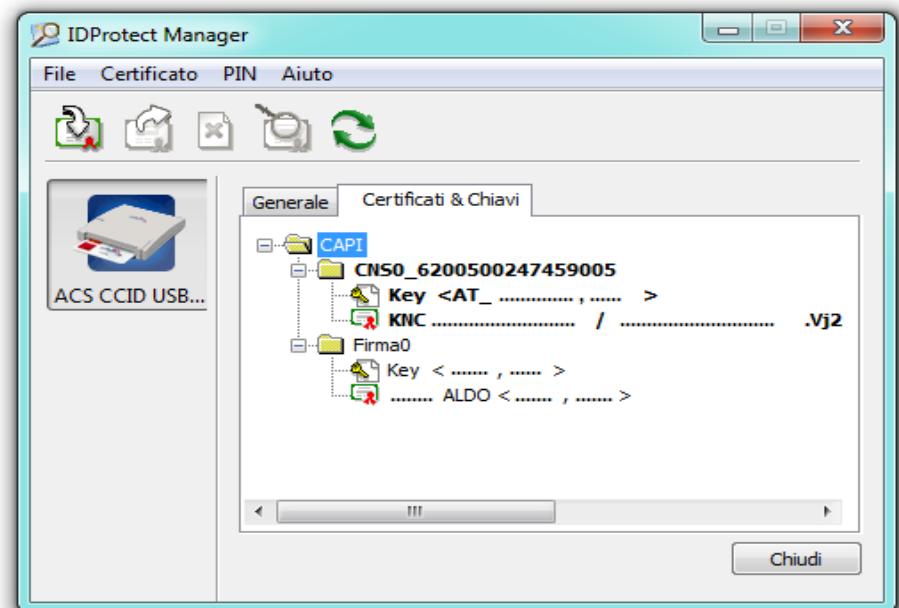 IDProtect Manager
File Certificato PIN Aiuto
Generale Certificati & Chiavi
CAPI
CNS0_6200500247459005
Key <AT_ .............. , ...... >
KNC ........................... / ............................. .Vj2
Firma0
Key < ....... , ...... >
........ ALDO < ....... , ....... >
ACS CCID USB...
Chiudi